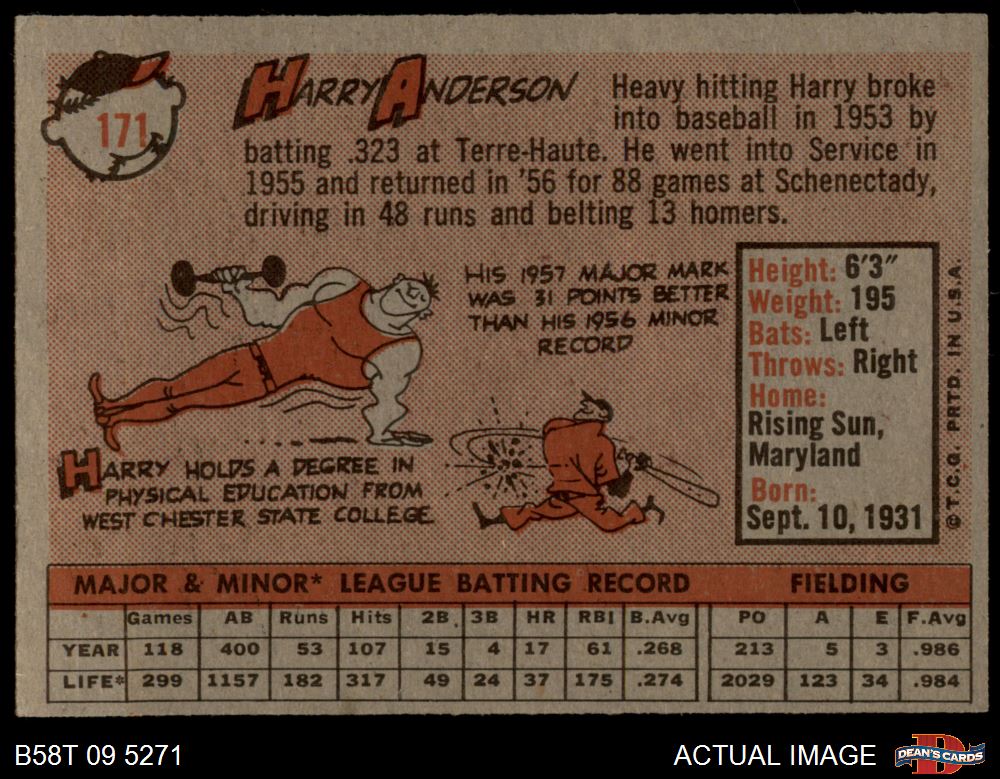 171
HARRY ANDERSON
Heavy hitting Harry broke
into baseball in 1953 by
batting .323 at Terre-Haute. He went into Service in
1955 and returned in '56 for 88 games at Schenectady,
driving in 48 runs and belting 13 homers.
HIS 1957 MAJOR MARK
WAS 31 POINTS BETTER
THAN HIS 1956 MINOR
RECORD
HARRY HOLDS A DEGREE IN
PHYSICAL EDUCATION FROM
WEST CHESTER STATE COLLEGE
Height: 6'3"
Weight: 195
Bats: Left
Throws: Right
Home:
Rising Sun,
Maryland
Born:
Sept. 10, 1931
©T.C.G. PRTD. IN U.S.A.
MAJOR & MINOR* LEAGUE BATTING RECORD FIELDING
Games AB Runs Hits 2B. 3B HR RBI B.Avg PO A E F.Avg
YEAR 118 400 53 107 15 4 17 61 .268 213 5 3 .986
LIFE* 299 1157 182 317 49 24 37 175 .274 2029 123 34 .984
B58T 09 5271
ACTUAL IMAGE
D
DEAN'S CARDS